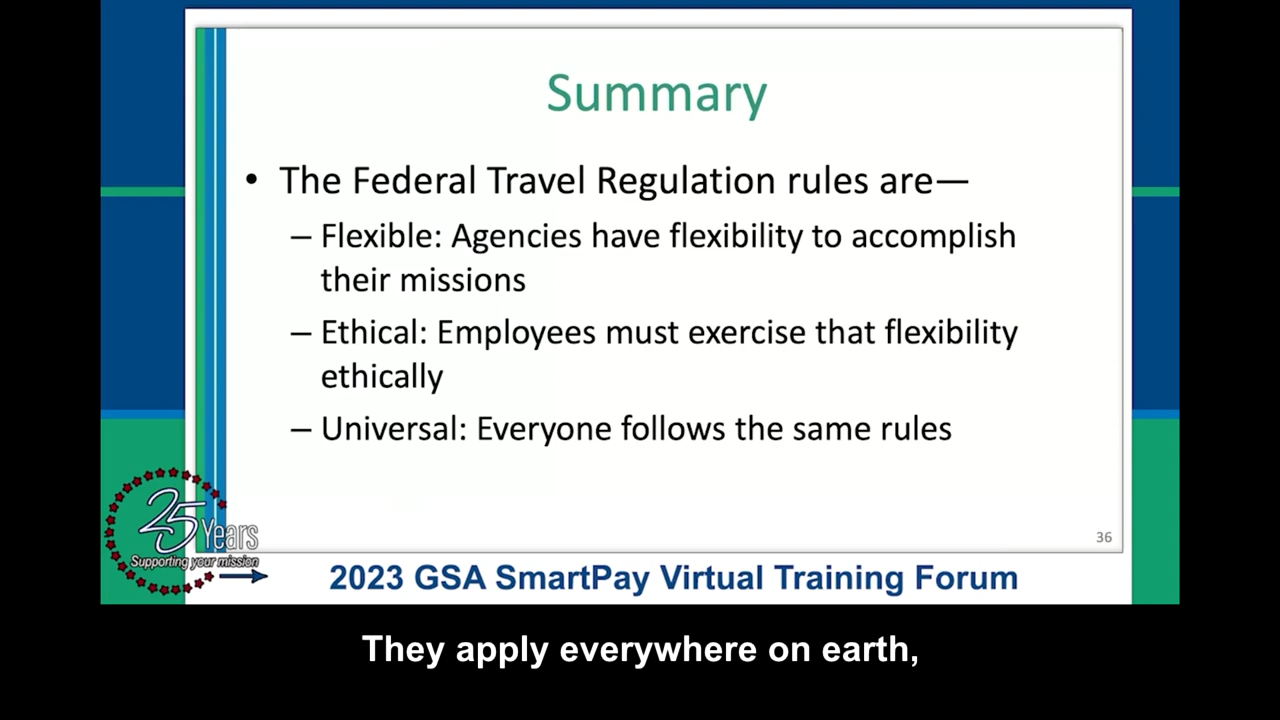 Summary
• The Federal Travel Regulation rules are—
– Flexible: Agencies have flexibility to accomplish
their missions
– Ethical: Employees must exercise that flexibility
ethically
– Universal: Everyone follows the same rules
25 Years
Supporting your mission
36
2023 GSA SmartPay Virtual Training Forum
They apply everywhere on earth,